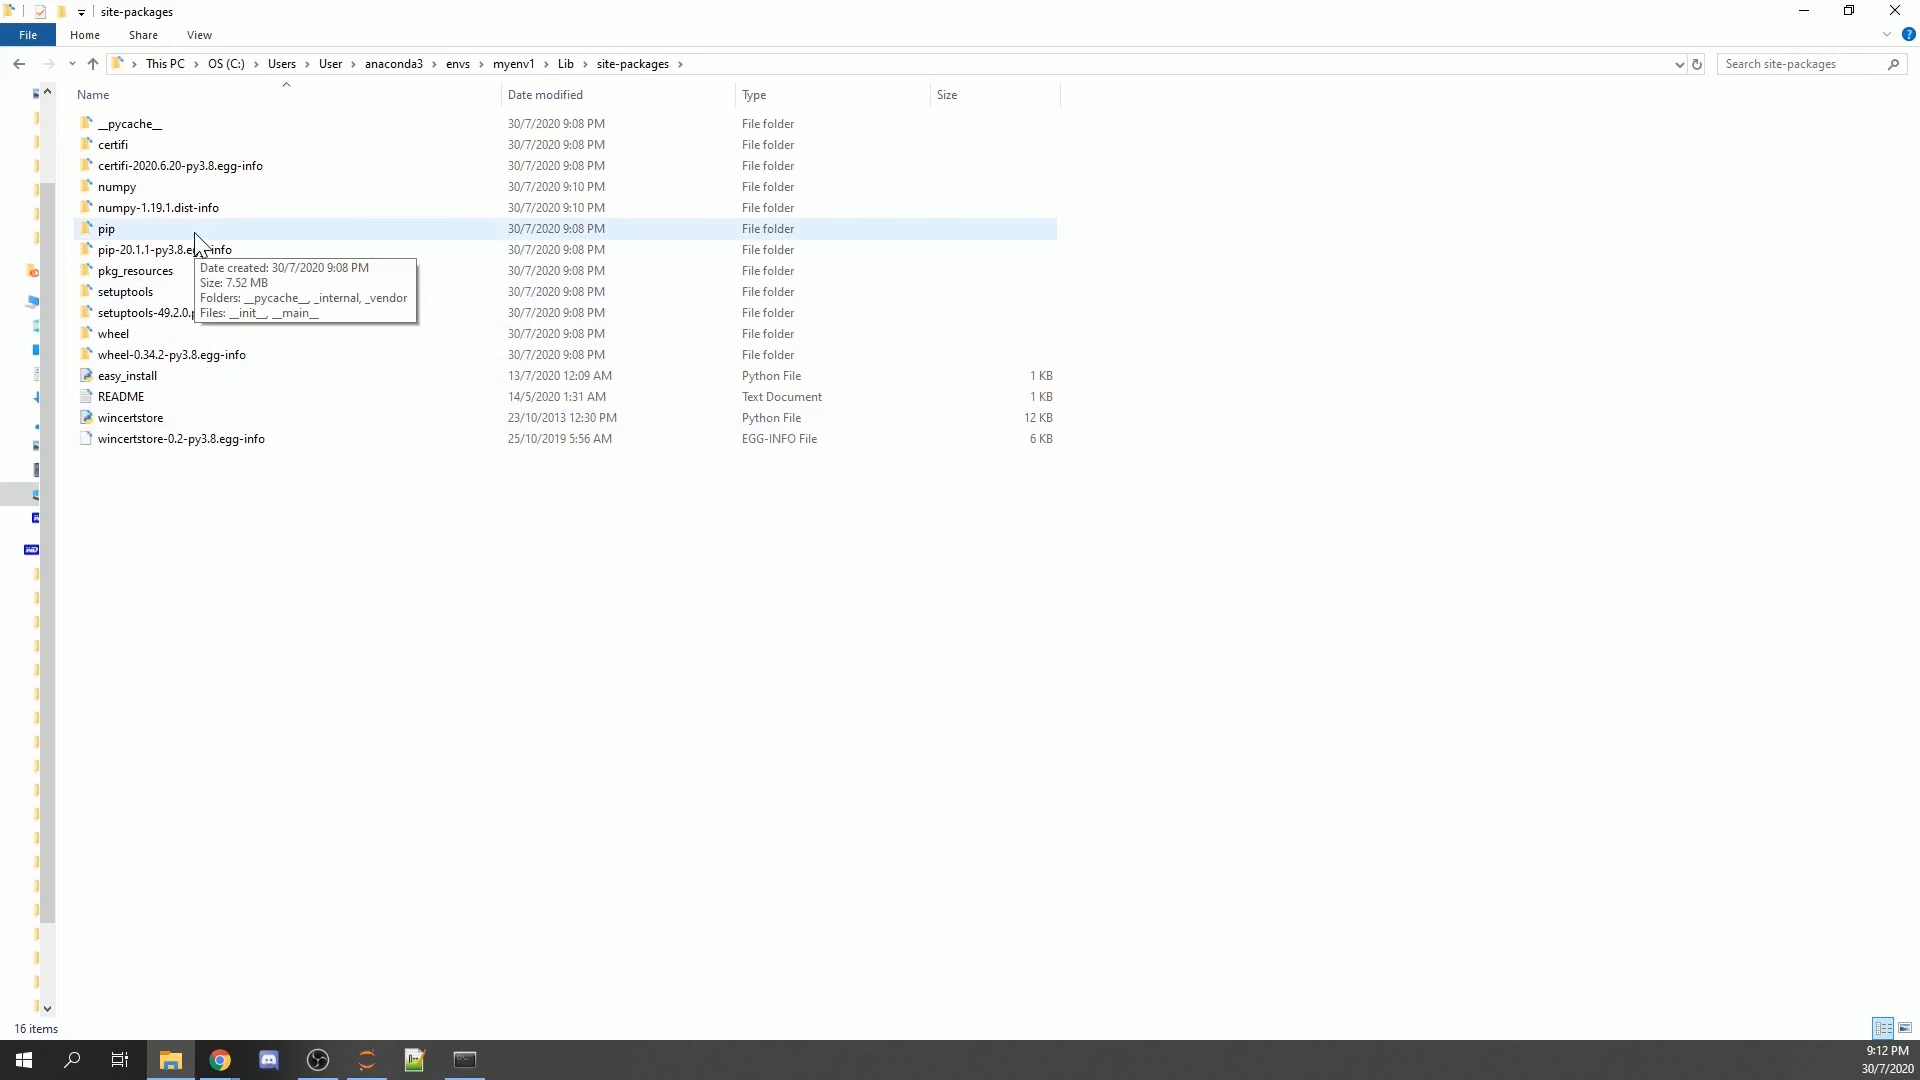 site-packages
File Home Share View
This PC OS (C:) Users User anaconda3 envs myenv1 Lib site-packages
Search site-packages
Name Date modified Type Size
__pycache__ 30/7/2020 9:08 PM File folder
certifi 30/7/2020 9:08 PM File folder
certifi-2020.6.20-py3.8.egg-info 30/7/2020 9:08 PM File folder
numpy 30/7/2020 9:10 PM File folder
numpy-1.19.1.dist-info 30/7/2020 9:10 PM File folder
pip 30/7/2020 9:08 PM File folder
pip-20.1.1-py3.8.e info 30/7/2020 9:08 PM File folder
pkg_resources 30/7/2020 9:08 PM File folder
setuptools 30/7/2020 9:08 PM File folder
setuptools-49.2.0. 30/7/2020 9:08 PM File folder
wheel 30/7/2020 9:08 PM File folder
wheel-0.34.2-py3.8.egg-info 30/7/2020 9:08 PM File folder
easy_install 13/7/2020 12:09 AM Python File 1 KB
README 14/5/2020 1:31 AM Text Document 1 KB
wincertstore 23/10/2013 12:30 PM Python File 12 KB
wincertstore-0.2-py3.8.egg-info 25/10/2019 5:56 AM EGG-INFO File 6 KB
Date created: 30/7/2020 9:08 PM
Size: 7.52 MB
Folders: __pycache__, _internal, _vendor
Files: __init__, __main__
16 items
9:12 PM
30/7/2020